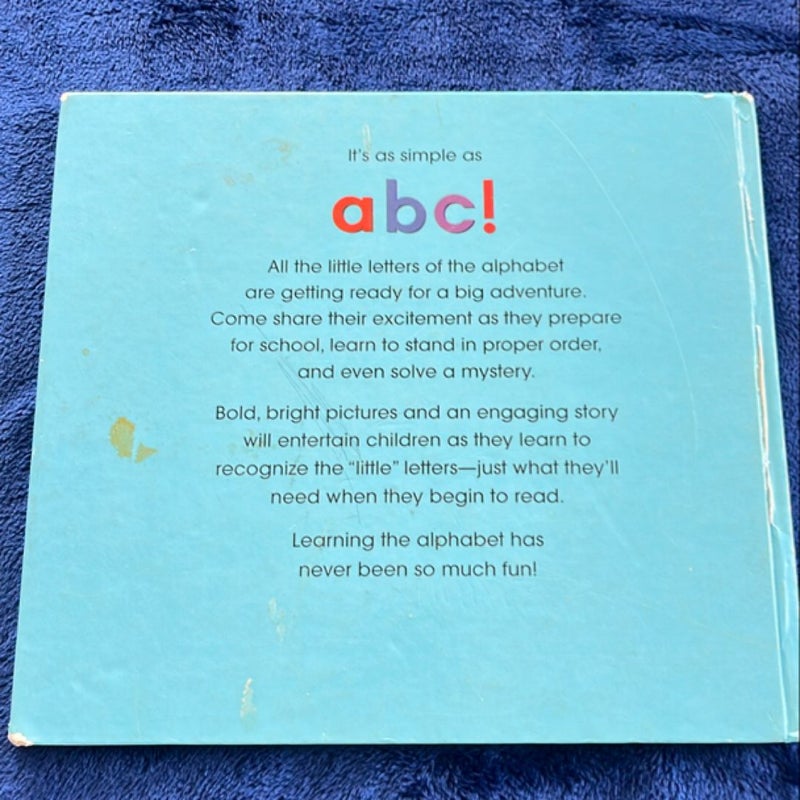 It's as simple as
abc!
All the little letters of the alphabet
are getting ready for a big adventure.
Come share their excitement as they prepare
for school, learn to stand in proper order,
and even solve a mystery.
Bold, bright pictures and an engaging story
will entertain children as they learn to
recognize the “little” letters—just what they'll
need when they begin to read.
Learning the alphabet has
never been so much fun!